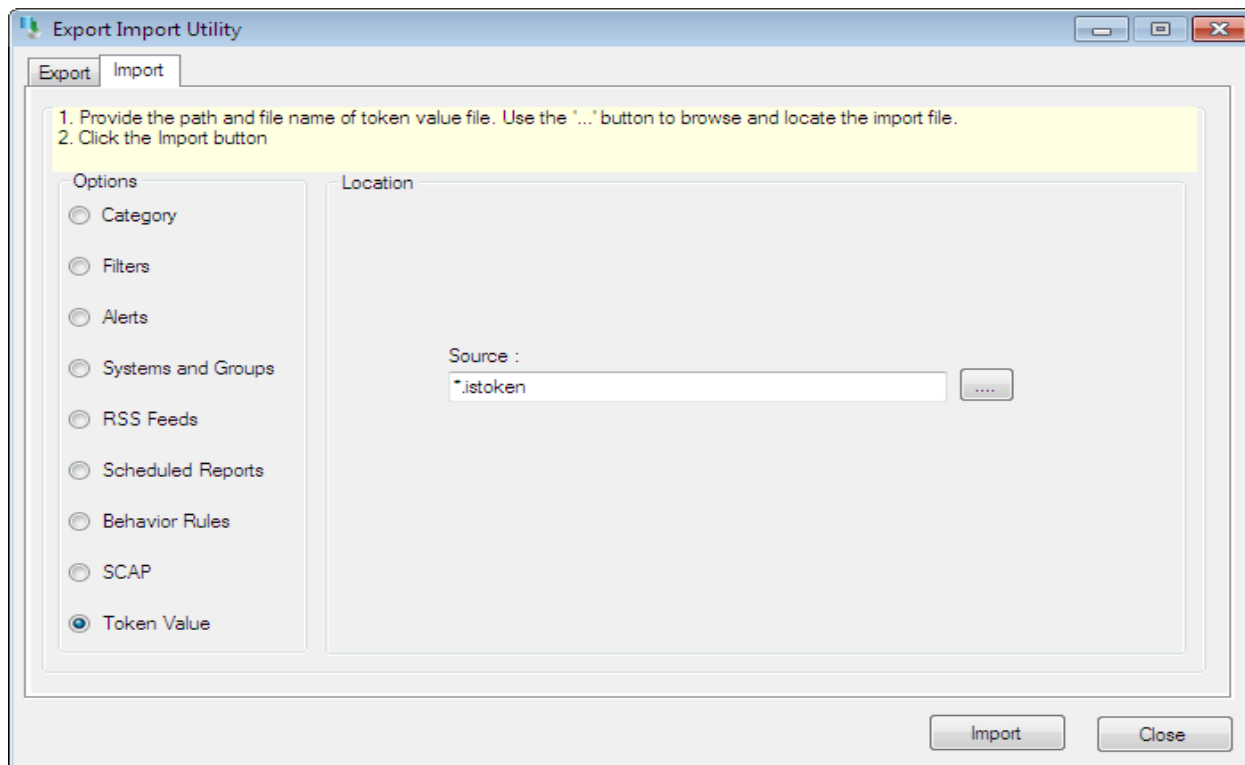 Export Import Utility
Export
Import
1. Provide the path and file name of token value file. Use the '...' button to browse and locate the import file.
2. Click the Import button
Options
Category
Filters
Alerts
Systems and Groups
RSS Feeds
Scheduled Reports
Behavior Rules
SCAP
Token Value
Location
Source :
*.istoken
....
Import
Close